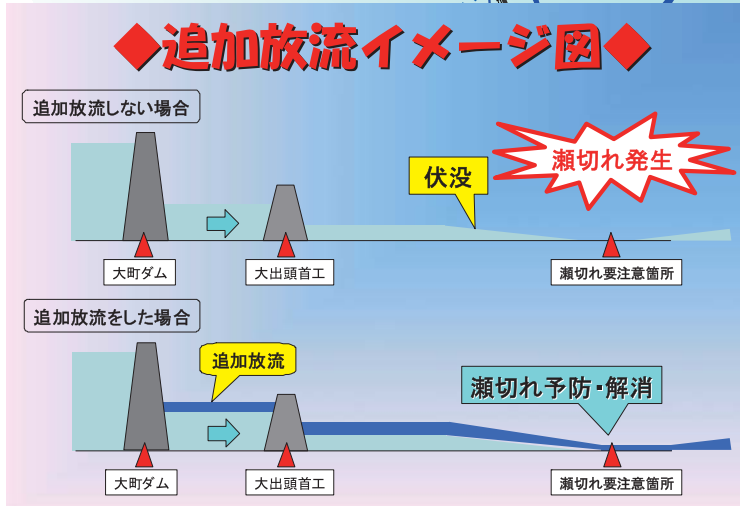 ◆追加放流イメージ図◆
追加放流しない場合
瀬切れ発生
伏没
大町ダム
大出頭首工
瀬切れ要注意箇所
追加放流をした場合
追加放流
瀬切れ予防・解消
大町ダム
大出頭首工
瀬切れ要注意箇所